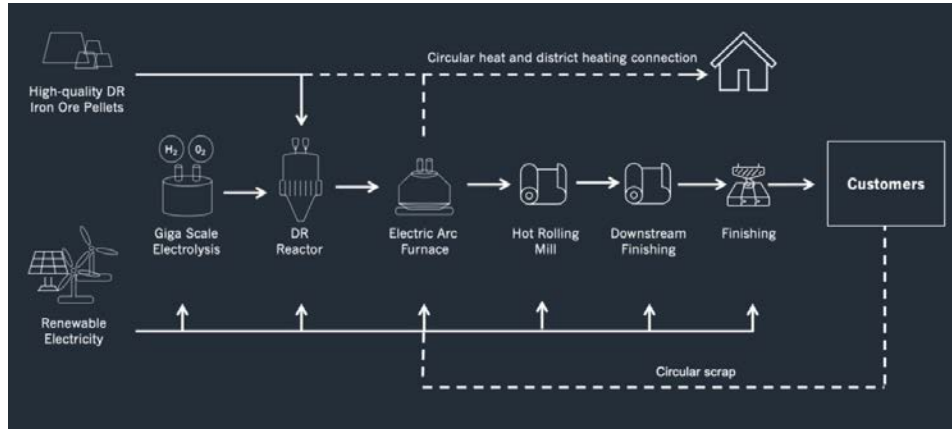 Circular heat and district heating connection
High-quality DR
Iron Ore Pellets
H₂
O₂
Giga Scale
Electrolysis
DR
Reactor
Electric Arc
Furnace
Hot Rolling
Mill
Downstream
Finishing
Finishing
Customers
Renewable
Electricity
Circular scrap